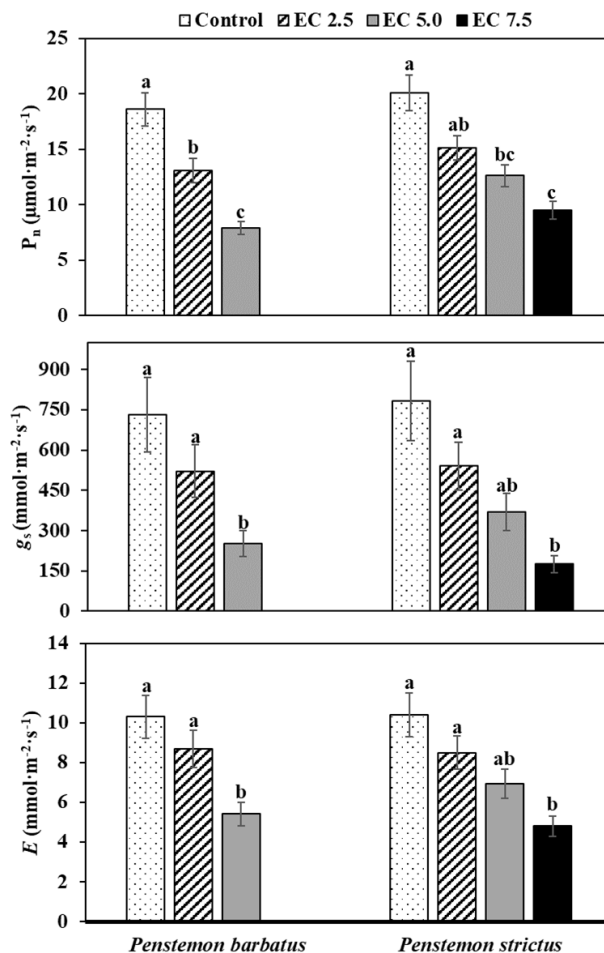 Control EC 2.5 EC 5.0 EC 7.5
25
20
15
10
5
0
Pn (µmol·m⁻²·s⁻¹)
a
b
c
a
ab
bc
c
900
750
600
450
300
150
0
gs (mmol·m⁻²·s⁻¹)
a
a
b
a
a
ab
b
14
12
10
8
6
4
2
0
E (mmol·m⁻²·s⁻¹)
a
a
b
a
a
ab
b
Penstemon barbatus Penstemon strictus